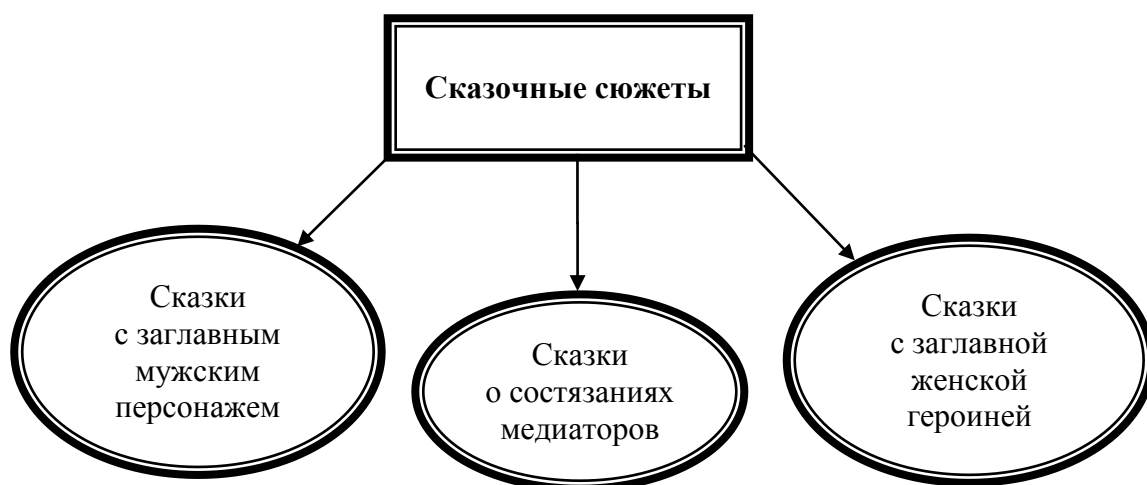 Сказочные сюжеты
Сказки
с заглавным
мужским
персонажем
Сказки
о состязаниях
медиаторов
Сказки
с заглавной
женской
героиней